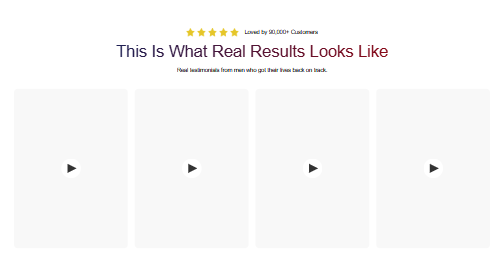 Loved by 90,000+ Customers
This Is What Real Results Looks Like
Real testimonials from men who got their lives back on track.